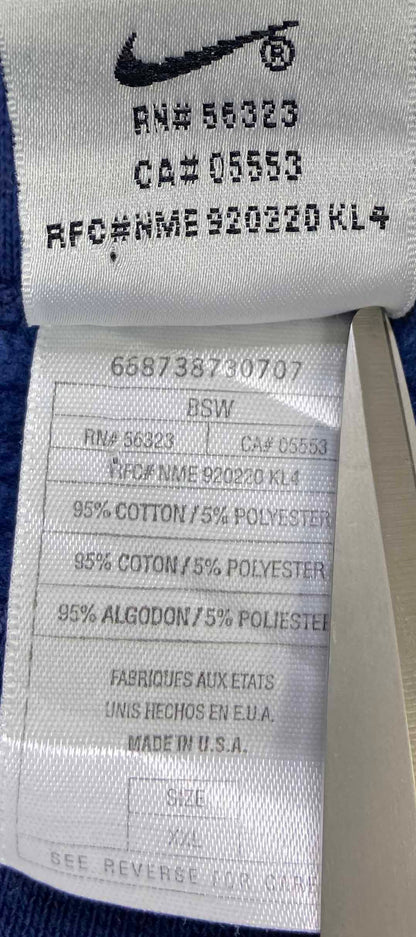 RN# 56323
CA# 05553
RFC#NME 920220 KL4
668738730707
BSW
RN# 56323 CA# 05553
RFC# NME 920220 KL4
95% COTTON / 5% POLYESTER
95% COTON / 5% POLYESTER
95% ALGODON / 5% POLIESTER
FABRIQUES AUX ETATS
UNIS HECHOS EN E.U.A.
MADE IN U.S.A.
SIZE
XXL
SEE REVERSE FOR CARE